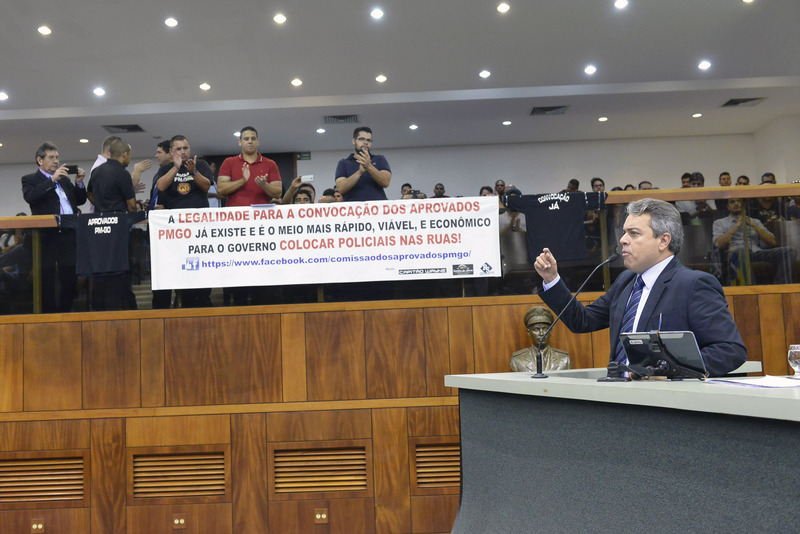 A LEGALIDADE PARA A CONVOCAÇÃO DOS APROVADOS
PMGO JÁ EXISTE E É O MEIO MAIS RÁPIDO, VIÁVEL, E ECONÔMICO
PARA O GOVERNO COLOCAR POLICIAIS NAS RUAS!
https://www.facebook.com/comissaodosaprovadospmgo/
APROVADOS
PM-GO
CONVOCAÇÃO
JÁ